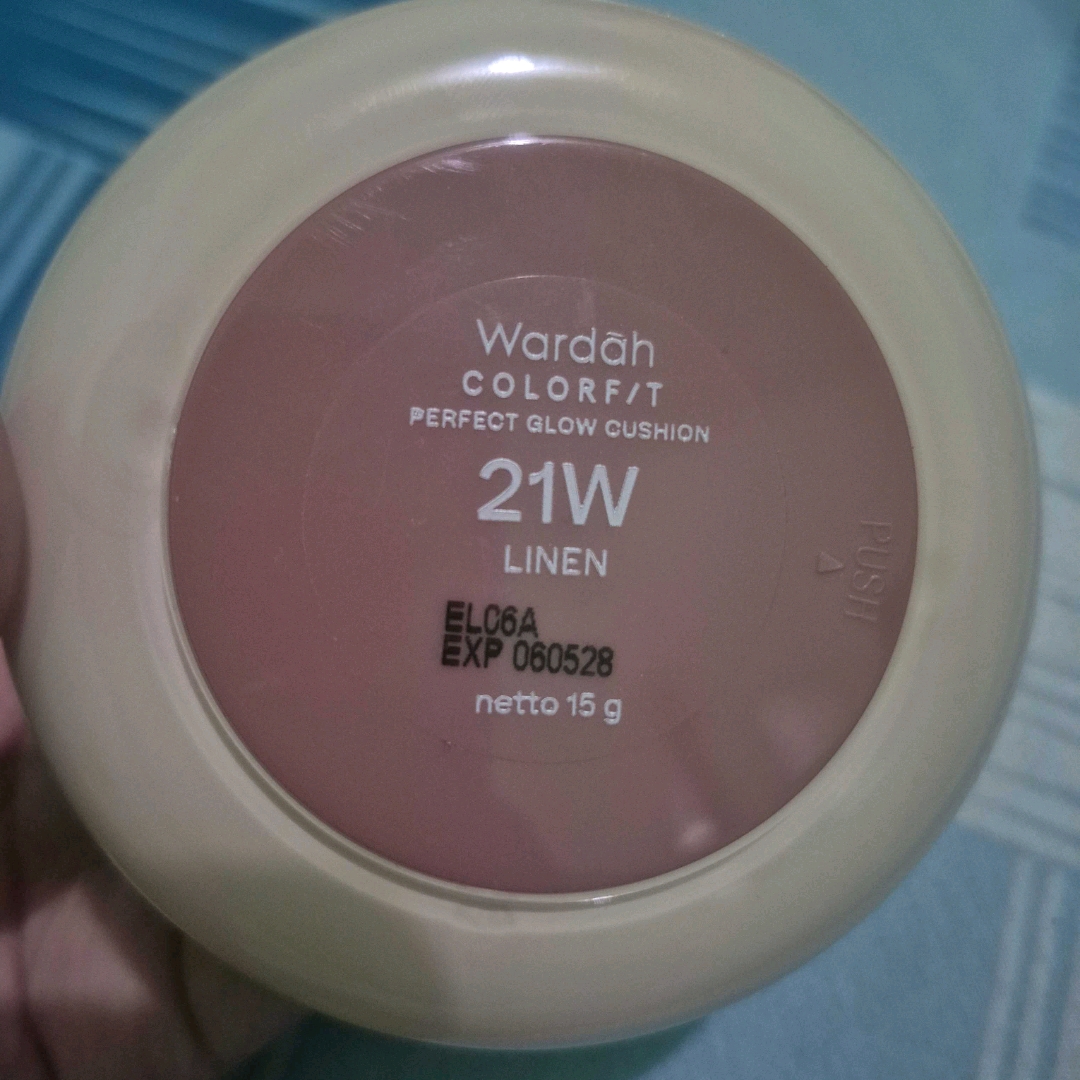 Wardāh
COLORF/T
PERFECT GLOW CUSHION
21W
LINEN
EL06A
EXP 060528
netto 15 g
PUSH